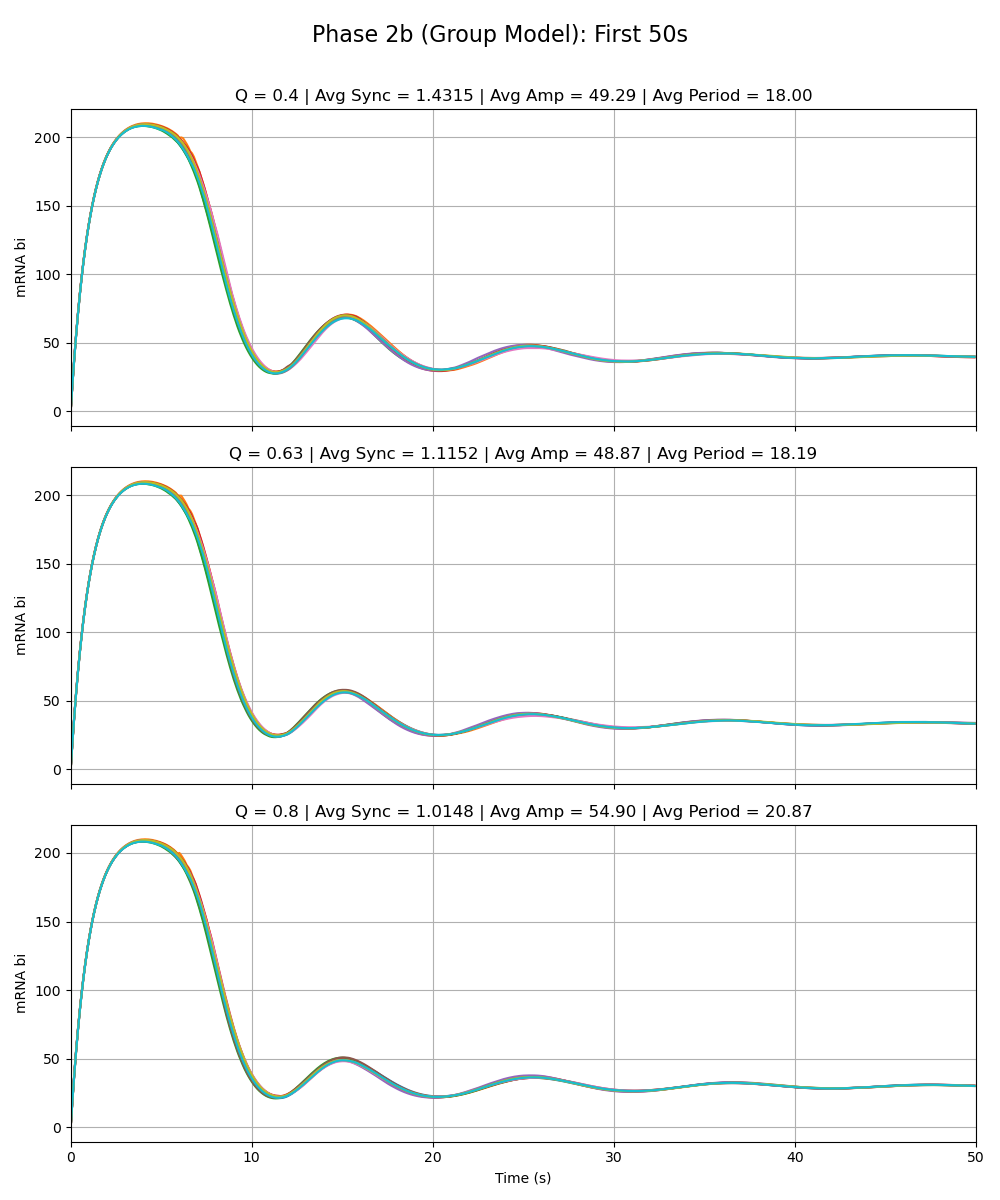 Phase 2b (Group Model): First 50s
Q = 0.4 | Avg Sync = 1.4315 | Avg Amp = 49.29 | Avg Period = 18.00
200
150
100
50
0
mRNA bi
Q = 0.63 | Avg Sync = 1.1152 | Avg Amp = 48.87 | Avg Period = 18.19
200
150
100
50
0
mRNA bi
Q = 0.8 | Avg Sync = 1.0148 | Avg Amp = 54.90 | Avg Period = 20.87
200
150
100
50
0
mRNA bi
0 10 20 30 40 50
Time (s)